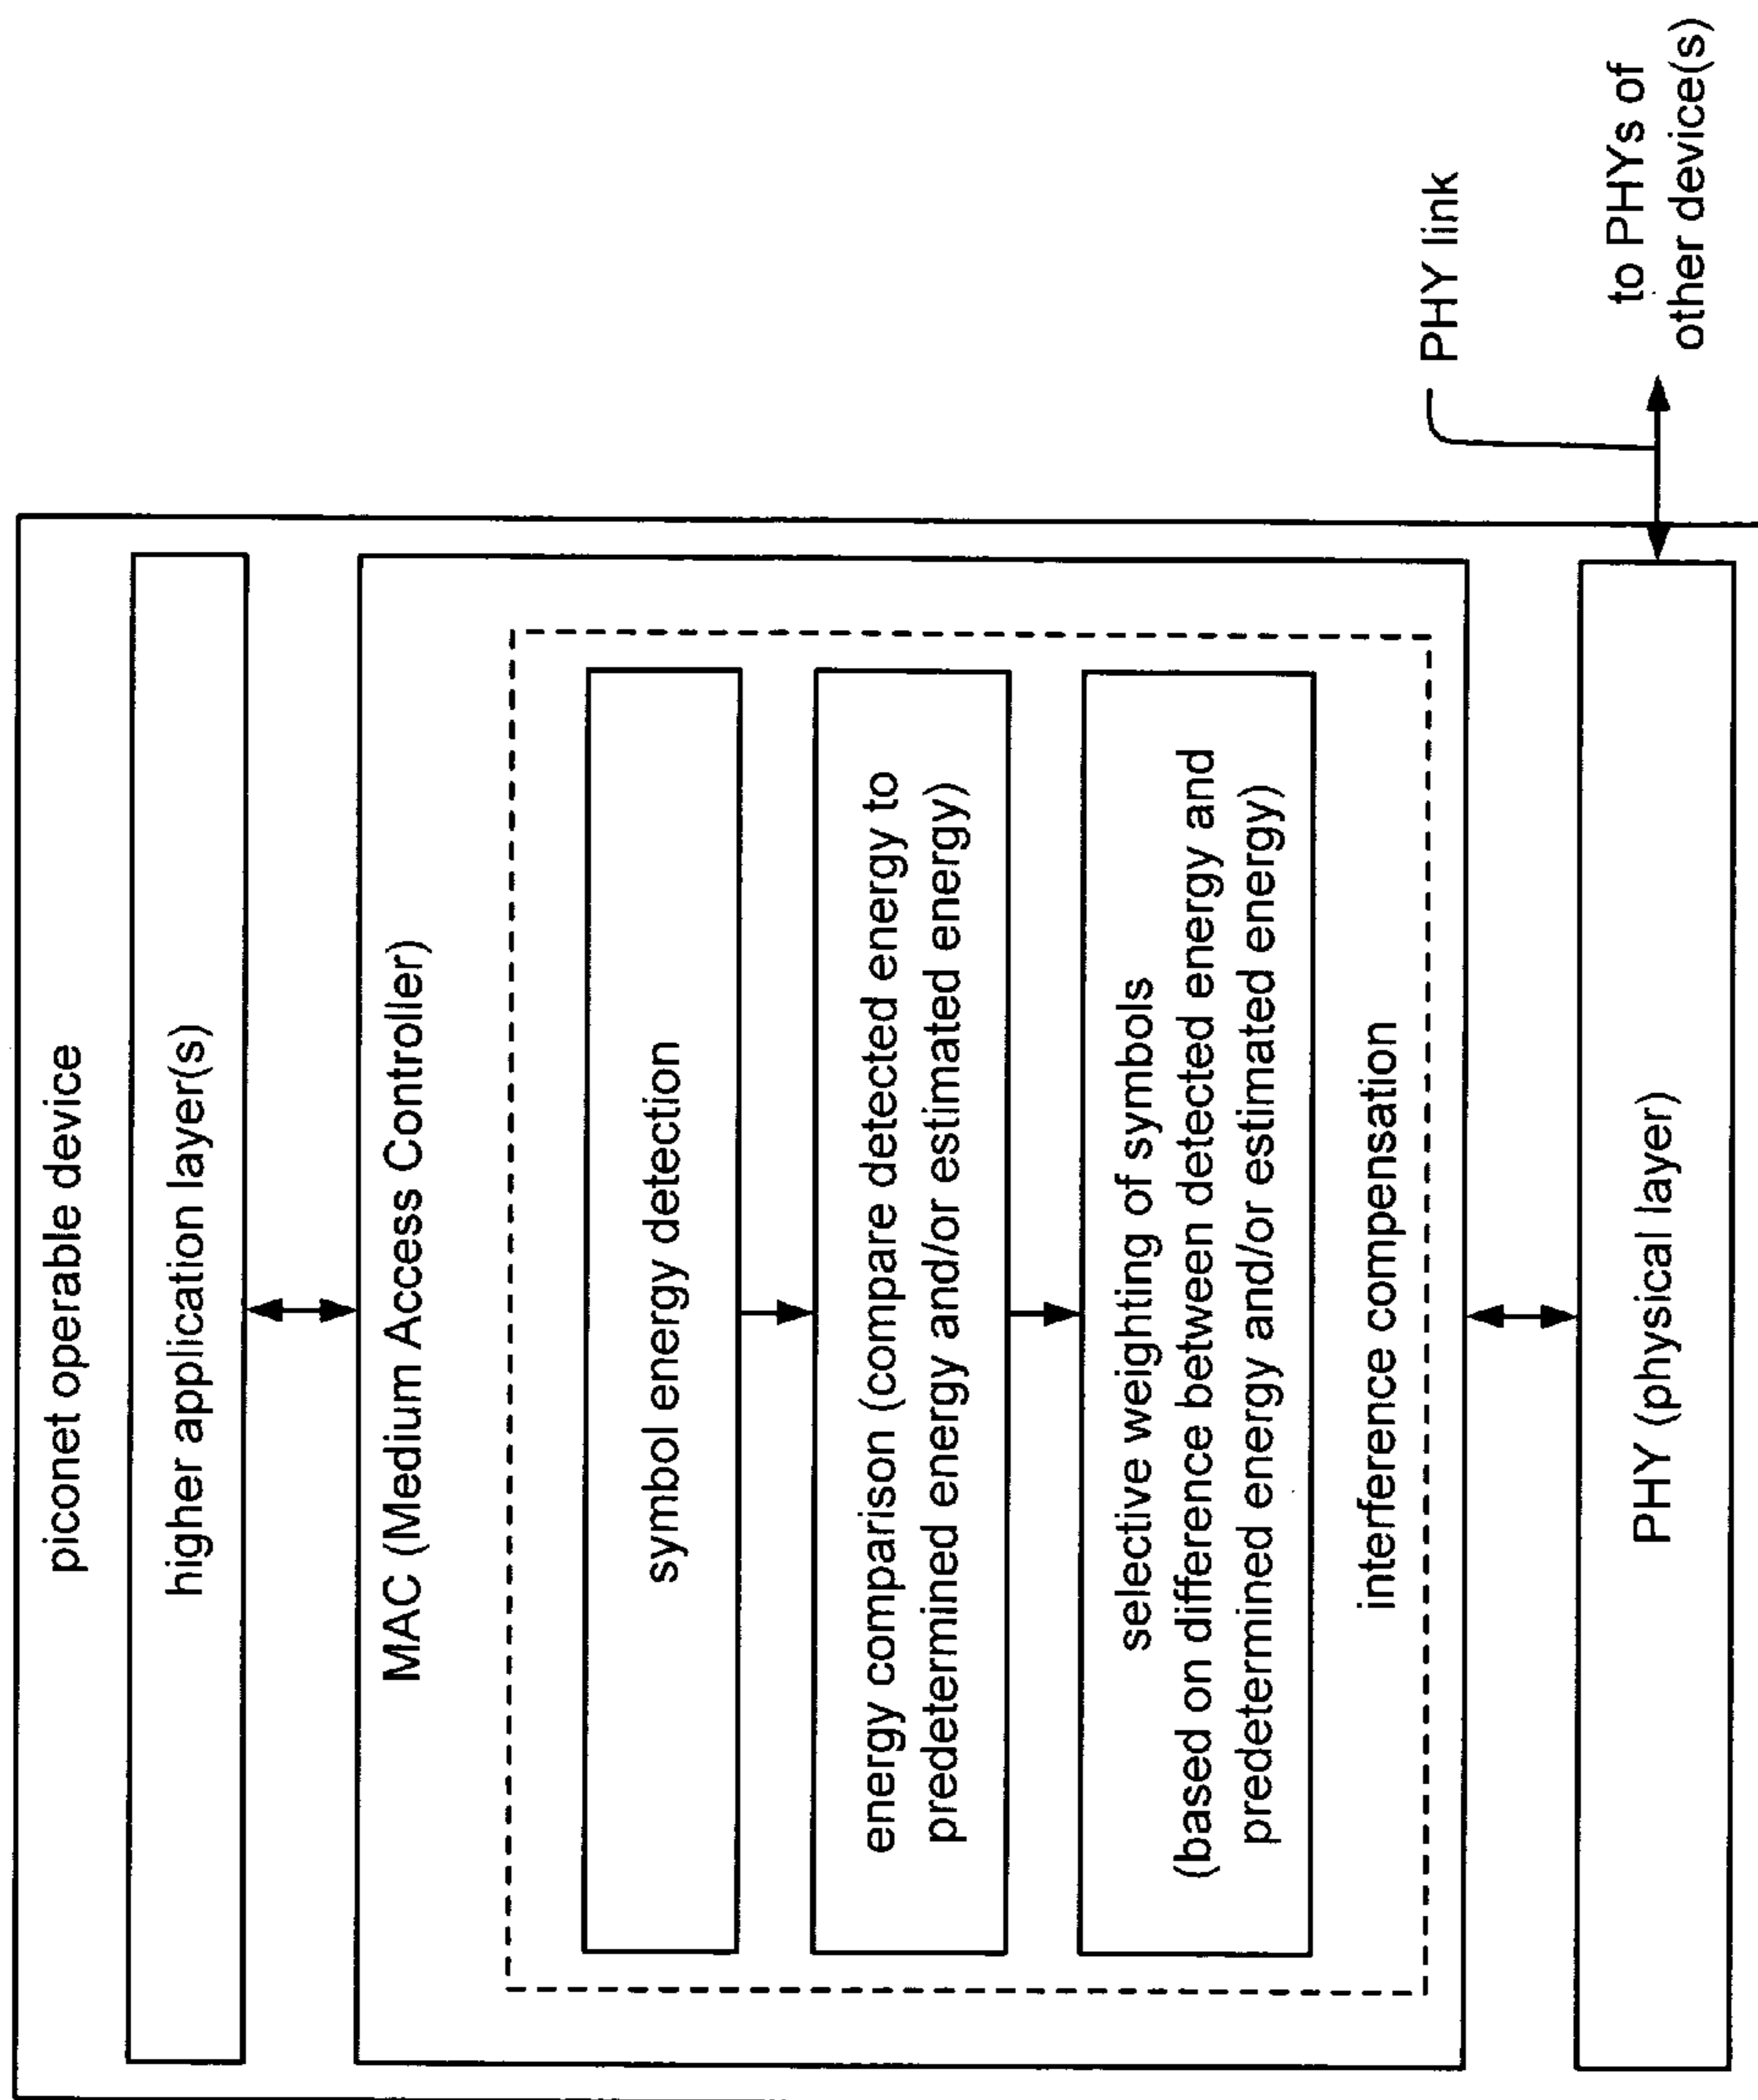 piconet operable device
higher application layer(s)
MAC (Medium Access Controller)
symbol energy detection
energy comparison (compare detected energy to
predetermined energy and/or estimated energy)
selective weighting of symbols
(based on difference between detected energy and
predetermined energy and/or estimated energy)
interference compensation
PHY (physical layer)
PHY link
to PHYs of
other device(s)